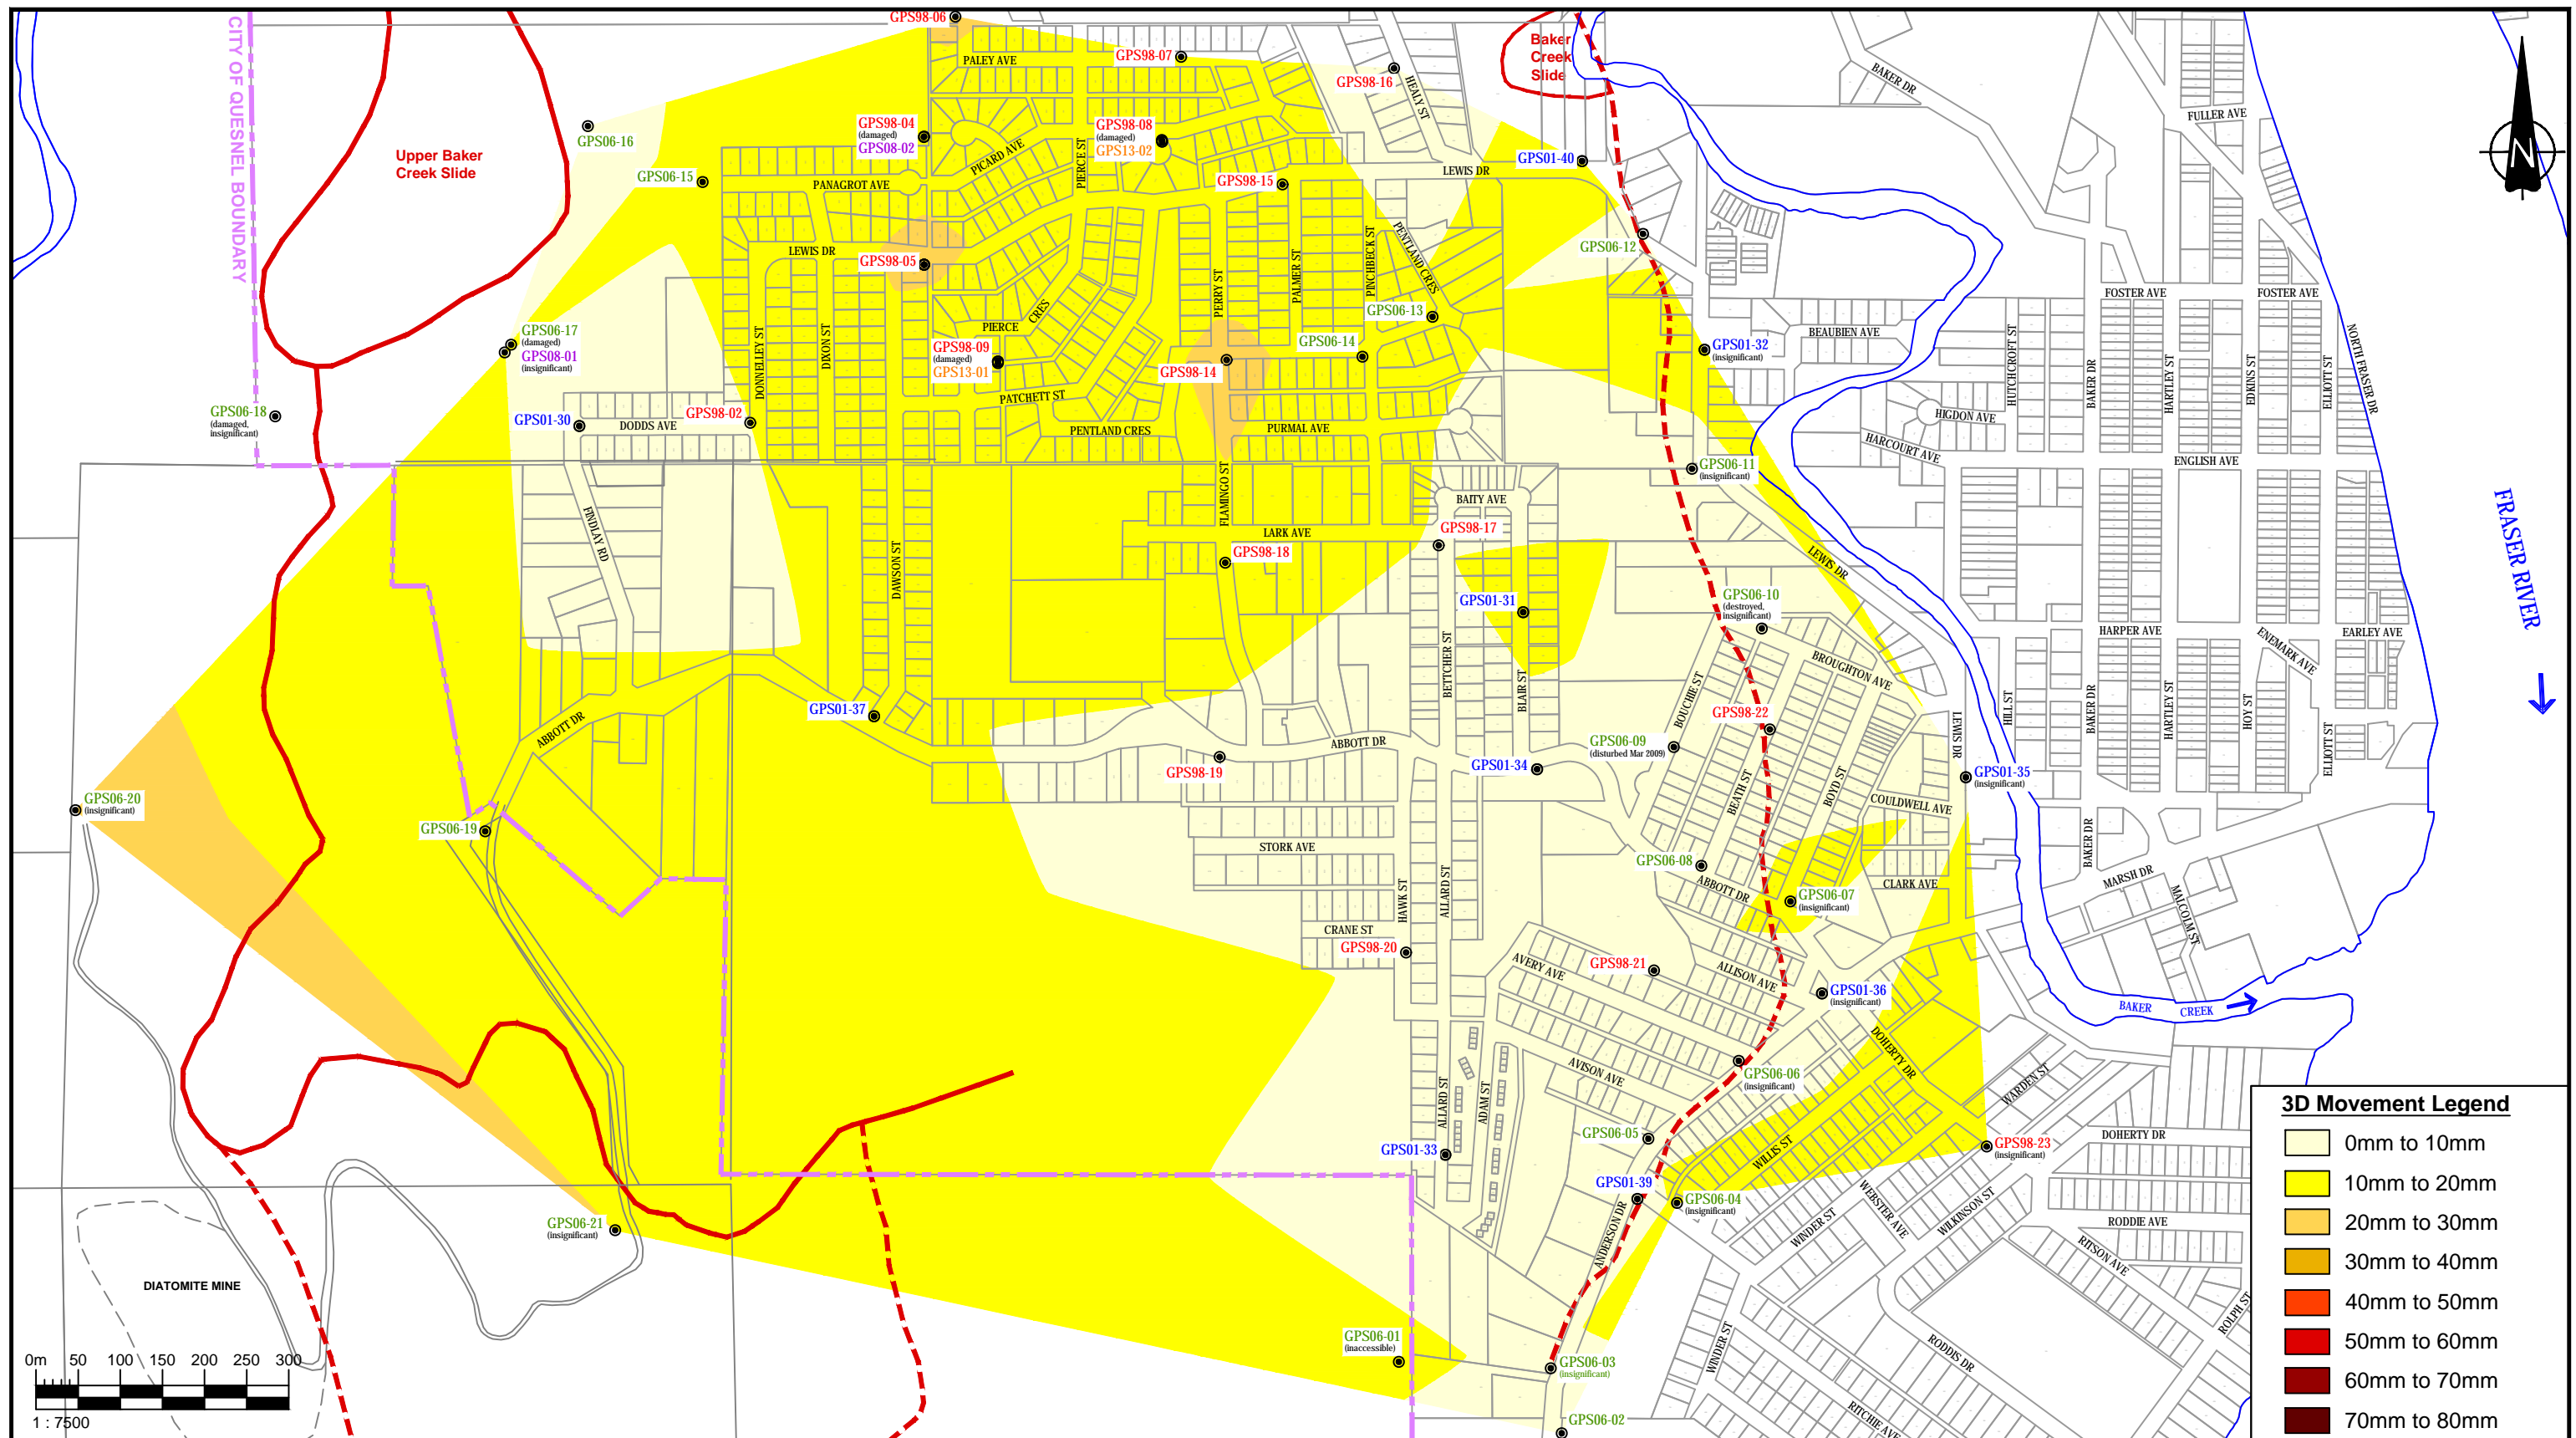 CITY OF QUESNEL BOUNDARY
GPS98-06
PALEY AVE
GPS98-07
GPS98-16
HEALY ST
Baker
Creek
Slide
BAKER DR
FULLER AVE
N
Upper Baker
Creek Slide
GPS06-16
GPS98-04
(damaged)
GPS08-02
GPS98-08
(damaged)
GPS13-02
PICARD AVE
PIERCE ST
GPS01-40
LEWIS DR
GPS06-15
PANAGROT AVE
GPS98-15
LEWIS DR
GPS98-05
PERRY ST
PALMER ST
PINCHBECK ST
PENTLAND CRES
GPS06-12
FOSTER AVE
FOSTER AVE
GPS06-17
(damaged)
GPS08-01
(insignificant)
DONNELLEY ST
DIXON ST
PIERCE
CRES
GPS98-09
(damaged)
GPS13-01
GPS06-13
GPS06-14
GPS98-14
GPS01-32
(insignificant)
BEAUBIEN AVE
HUTCHCROFT ST
BAKER DR
HARTLEY ST
EDKINS ST
ELLIOTT ST
NORTH FRASER DR
GPS06-18
(damaged,
insignificant)
GPS01-30
DODDS AVE
GPS98-02
PATCHETT ST
PENTLAND CRES
PURMAL AVE
HIGDON AVE
HARCOURT AVE
ENGLISH AVE
GPS06-11
(insignificant)
FINDLAY RD
DAWSON ST
FLAMINGO ST
LARK AVE
BAITY AVE
GPS98-17
GPS98-18
LEWIS DR
FRASER RIVER
GPS01-31
GPS06-10
(destroyed,
insignificant)
HARPER AVE
ENEMARK AVE
EARLEY AVE
BETTCHER ST
BLAIR ST
BOUCHIE ST
BROUGHTON AVE
GPS01-37
ABBOTT DR
ABBOTT DR
GPS98-19
GPS01-34
GPS06-09
(disturbed Mar 2009)
GPS98-22
LEWIS DR
HILL ST
BAKER DR
HARTLEY ST
HOY ST
ELLIOTT ST
GPS01-35
(insignificant)
GPS06-20
(insignificant)
GPS06-19
BEATH ST
BOYD ST
COULDWELL AVE
STORK AVE
GPS06-08
ABBOTT DR
BAKER DR
CLARK AVE
MARSH DR
MALCOLM ST
HAWK ST
ALLARD ST
GPS06-07
(insignificant)
CRANE ST
GPS98-20
AVERY AVE
GPS98-21
ALLISON AVE
GPS01-36
(insignificant)
BAKER CREEK
DOHERTY DR
AVISON AVE
GPS06-06
(insignificant)
WARDEN ST
ALLARD ST
ADAM ST
GPS01-33
GPS06-05
WILLIS ST
GPS98-23
(insignificant)
DOHERTY DR
GPS01-39
GPS06-04
(insignificant)
WEBSTER AVE
WILKINSON ST
WINDER ST
RODDIE AVE
RITSON AVE
ROLPH ST
ANDERSON DR
GPS06-21
(insignificant)
DIATOMITE MINE
GPS06-01
(inaccessible)
GPS06-03
(insignificant)
WINDER ST
RODDIS DR
RITCHIE AVE
GPS06-02
0m 50 100 150 200 250 300
1 : 7500
3D Movement Legend
0mm to 10mm
10mm to 20mm
20mm to 30mm
30mm to 40mm
40mm to 50mm
50mm to 60mm
60mm to 70mm
70mm to 80mm